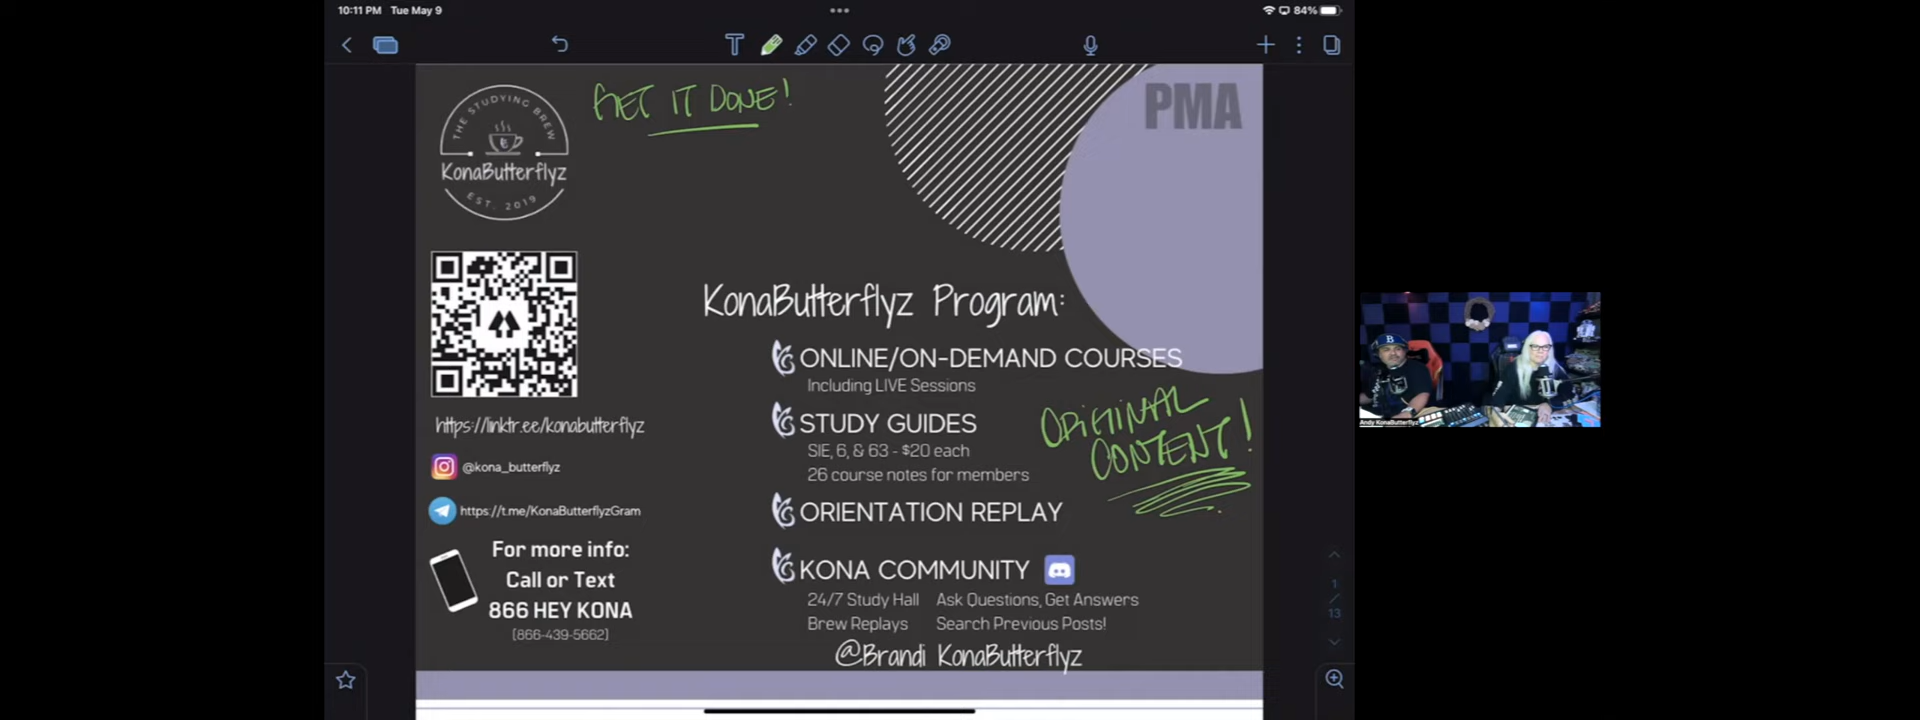 10:11 PM Tue May 9
84%
GET IT DONE!
PMA
THE STUDYING BREW
KonaButterflyz
EST. 2019
KonaButterflyz Program:
ONLINE/ON-DEMAND COURSES
Including LIVE Sessions
STUDY GUIDES
SIE, 6, & 63 - $20 each
26 course notes for members
ORIGINAL
CONTENT!
ORIENTATION REPLAY
KONA COMMUNITY
24/7 Study Hall Ask Questions, Get Answers
Brew Replays Search Previous Posts!
@Brandi KonaButterflyz
https://linktr.ee/konabutterflyz
@kona_butterflyz
https://t.me/KonaButterflyzGram
For more info:
Call or Text
866 HEY KONA
(866-439-5662)
1
/
13
Andy KonaButterflyz
B